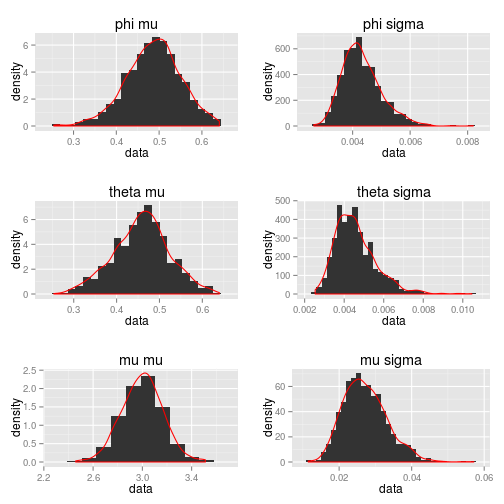 phi mu
density
6
4
2
0
0.3 0.4 0.5 0.6
data
phi sigma
density
600
400
200
0
0.004 0.006 0.008
data
theta mu
density
6
4
2
0
0.3 0.4 0.5 0.6
data
theta sigma
density
500
400
300
200
100
0
0.002 0.004 0.006 0.008 0.010
data
mu mu
density
2.5
2.0
1.5
1.0
0.5
0.0
2.2 2.6 3.0 3.4
data
mu sigma
density
60
40
20
0
0.02 0.04 0.06
data